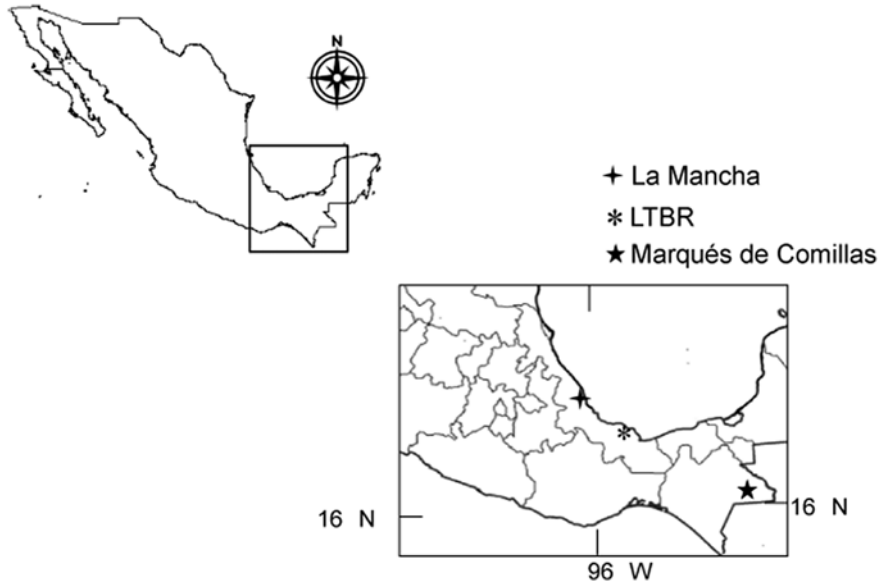 N
La Mancha
LTBR
Marqués de Comillas
16 N
16 N
96 W